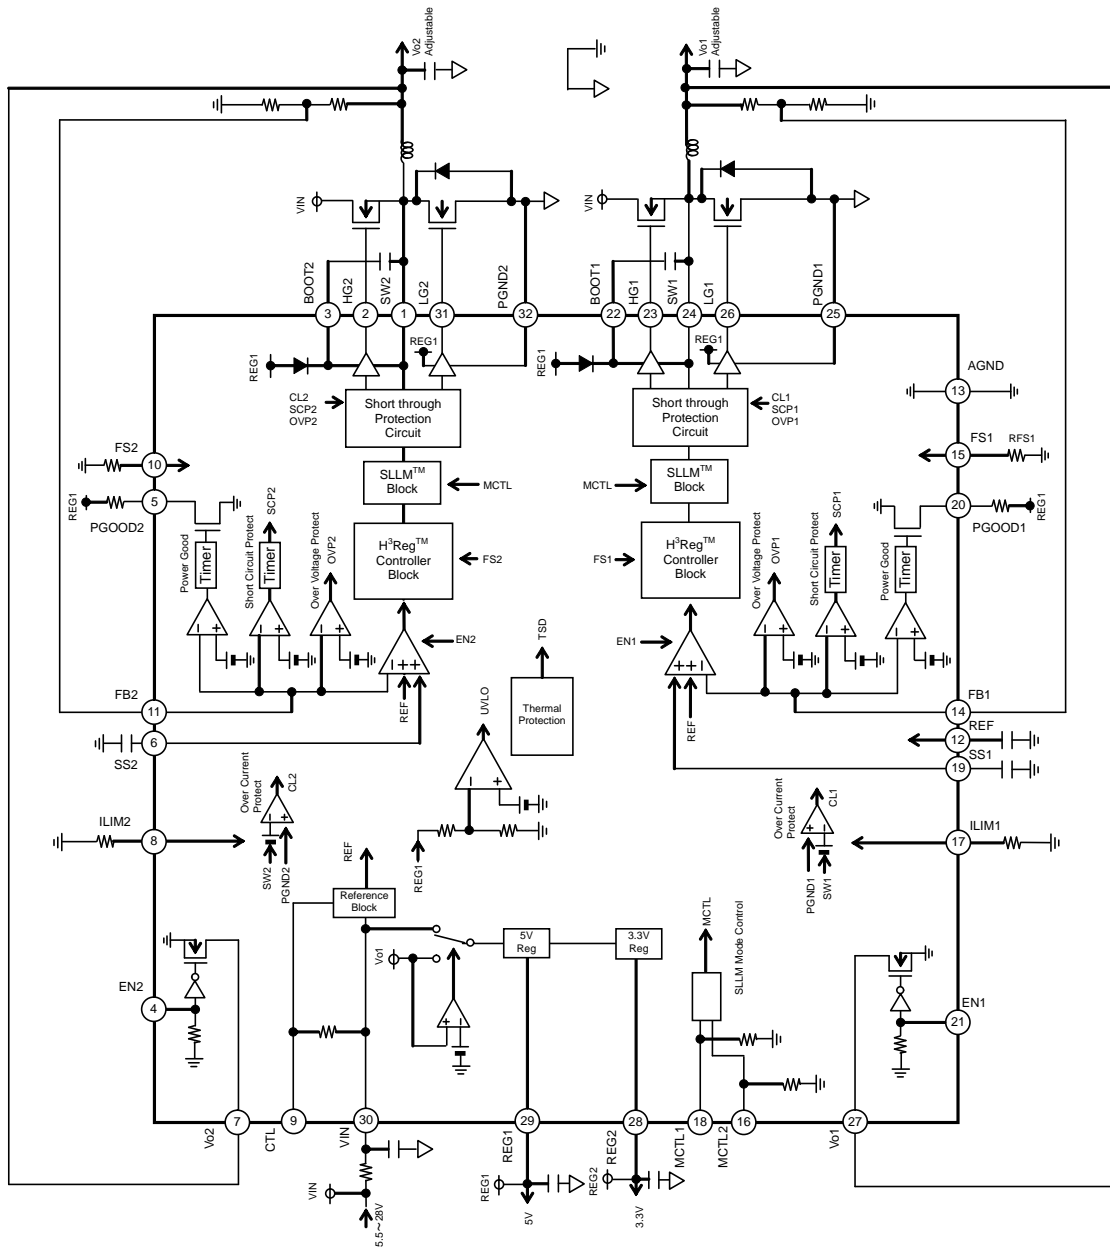 Vo2
Adjustable
Vo1
Adjustable
VIN
VIN
BOOT2
HG2
SW2
LG2
PGND2
BOOT1
HG1
SW1
LG1
PGND1
3
2
1
31
32
22
23
24
26
25
REG1
REG1
REG1
REG1
AGND
13
CL2
SCP2
OVP2
Short through
Protection
Circuit
Short through
Protection
Circuit
CL1
SCP1
OVP1
FS2
10
FS1
15
RFS1
SLLM™
Block
MCTL
MCTL
SLLM™
Block
REG1
5
PGOOD2
20
PGOOD1
REG1
SCP2
SCP1
H³Reg™
Controller
Block
FS2
FS1
H³Reg™
Controller
Block
Power Good
Timer
Short Circuit Protect
Timer
Over Voltage Protect
OVP2
Over Voltage Protect
OVP1
Short Circuit Protect
Timer
Power Good
Timer
EN2
TSD
EN1
REF
REF
UVLO
Thermal
Protection
FB2
11
6
SS2
FB1
14
REF
12
SS1
19
Over Current
Protect
CL2
Over Current
Protect
CL1
ILIM2
8
ILIM1
17
SW2
PGND2
REG1
PGND1
SW1
REF
Reference
Block
Vo1
5V
Reg
3.3V
Reg
MCTL
SLLM Mode Control
EN2
4
EN1
21
7
9
30
29
28
18
16
27
Vo2
CTL
VIN
REG1
REG2
MCTL1
MCTL2
Vo1
VIN
5.5~28V
REG1
5V
REG2
3.3V